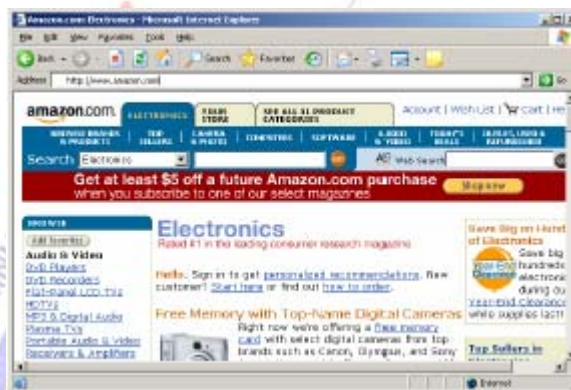 Amazon.com: Electronics - Microsoft Internet Explorer
File Edit View Favorites Tools Help
Back Search Favorites
Address http://www.amazon.com/ Go
amazon.com. ELECTRONICS YOUR STORE SEE ALL 31 PRODUCT CATEGORIES Account | Wish List | Cart | He
BROWSE BRANDS & PRODUCTS TOP SELLERS CAMERA & PHOTO COMPUTERS SOFTWARE AUDIO & VIDEO TODAY'S DEALS OUTLET, USED & REFURBISHED
Search Electronics Web Search
Get at least $5 off a future Amazon.com purchase
when you subscribe to one of our select magazines
Shop now
BROWSE
Add favorites
Audio & Video
DVD Players
DVD Recorders
Flat-Panel LCD TVs
HDTVs
MP3 & Digital Audio
Plasma TVs
Portable Audio & Video
Receivers & Amplifiers
Electronics
Rated #1 in the leading consumer research magazine
Hello. Sign in to get personalized recommendations. New
customer? Start here or find out how to order.
Free Memory with Top-Name Digital Cameras
Right now we're offering a free memory
card with select digital cameras from top
brands such as Canon, Olympus, and Sony
Save Big on Hund
of Electronics
Year-End Clearance
Save big
hundreds
electronic
during ou
Year-End Clearance
while supplies last!
Top Sellers in
Internet